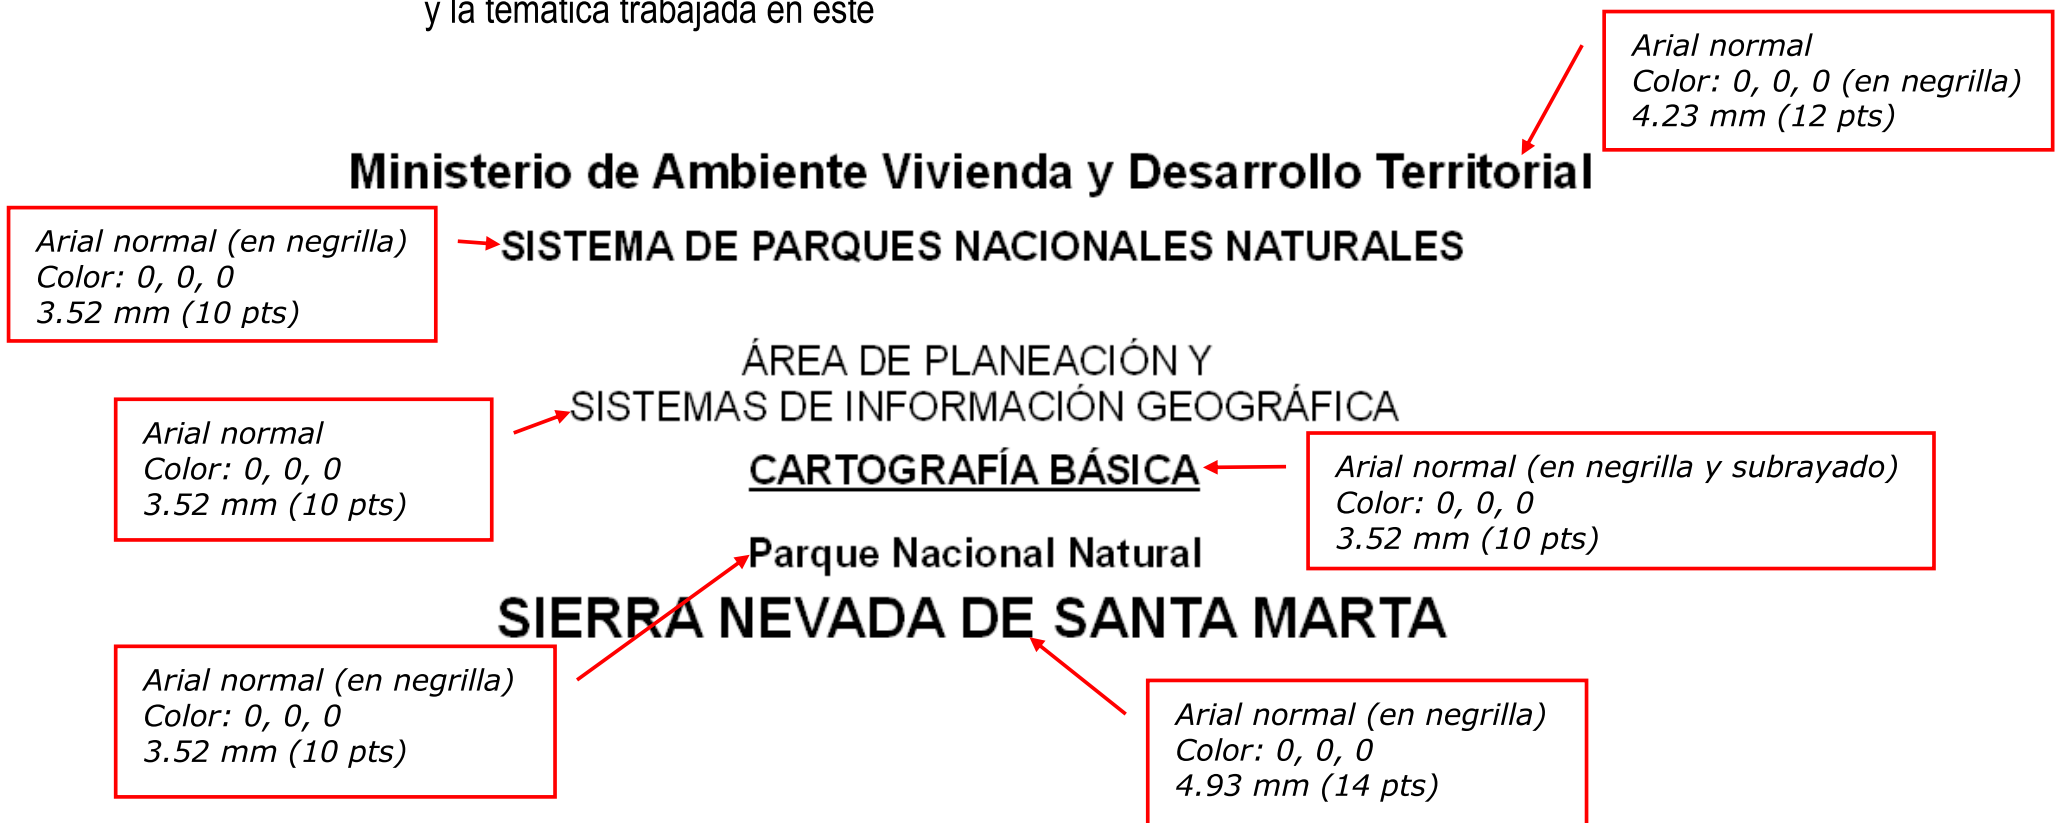 y la temática trabajada en este
Arial normal
Color: 0, 0, 0 (en negrilla)
4.23 mm (12 pts)
Ministerio de Ambiente Vivienda y Desarrollo Territorial
Arial normal (en negrilla)
Color: 0, 0, 0
3.52 mm (10 pts)
SISTEMA DE PARQUES NACIONALES NATURALES
ÁREA DE PLANEACIÓN Y
SISTEMAS DE INFORMACIÓN GEOGRÁFICA
Arial normal
Color: 0, 0, 0
3.52 mm (10 pts)
CARTOGRAFÍA BÁSICA
Arial normal (en negrilla y subrayado)
Color: 0, 0, 0
3.52 mm (10 pts)
Parque Nacional Natural
SIERRA NEVADA DE SANTA MARTA
Arial normal (en negrilla)
Color: 0, 0, 0
3.52 mm (10 pts)
Arial normal (en negrilla)
Color: 0, 0, 0
4.93 mm (14 pts)